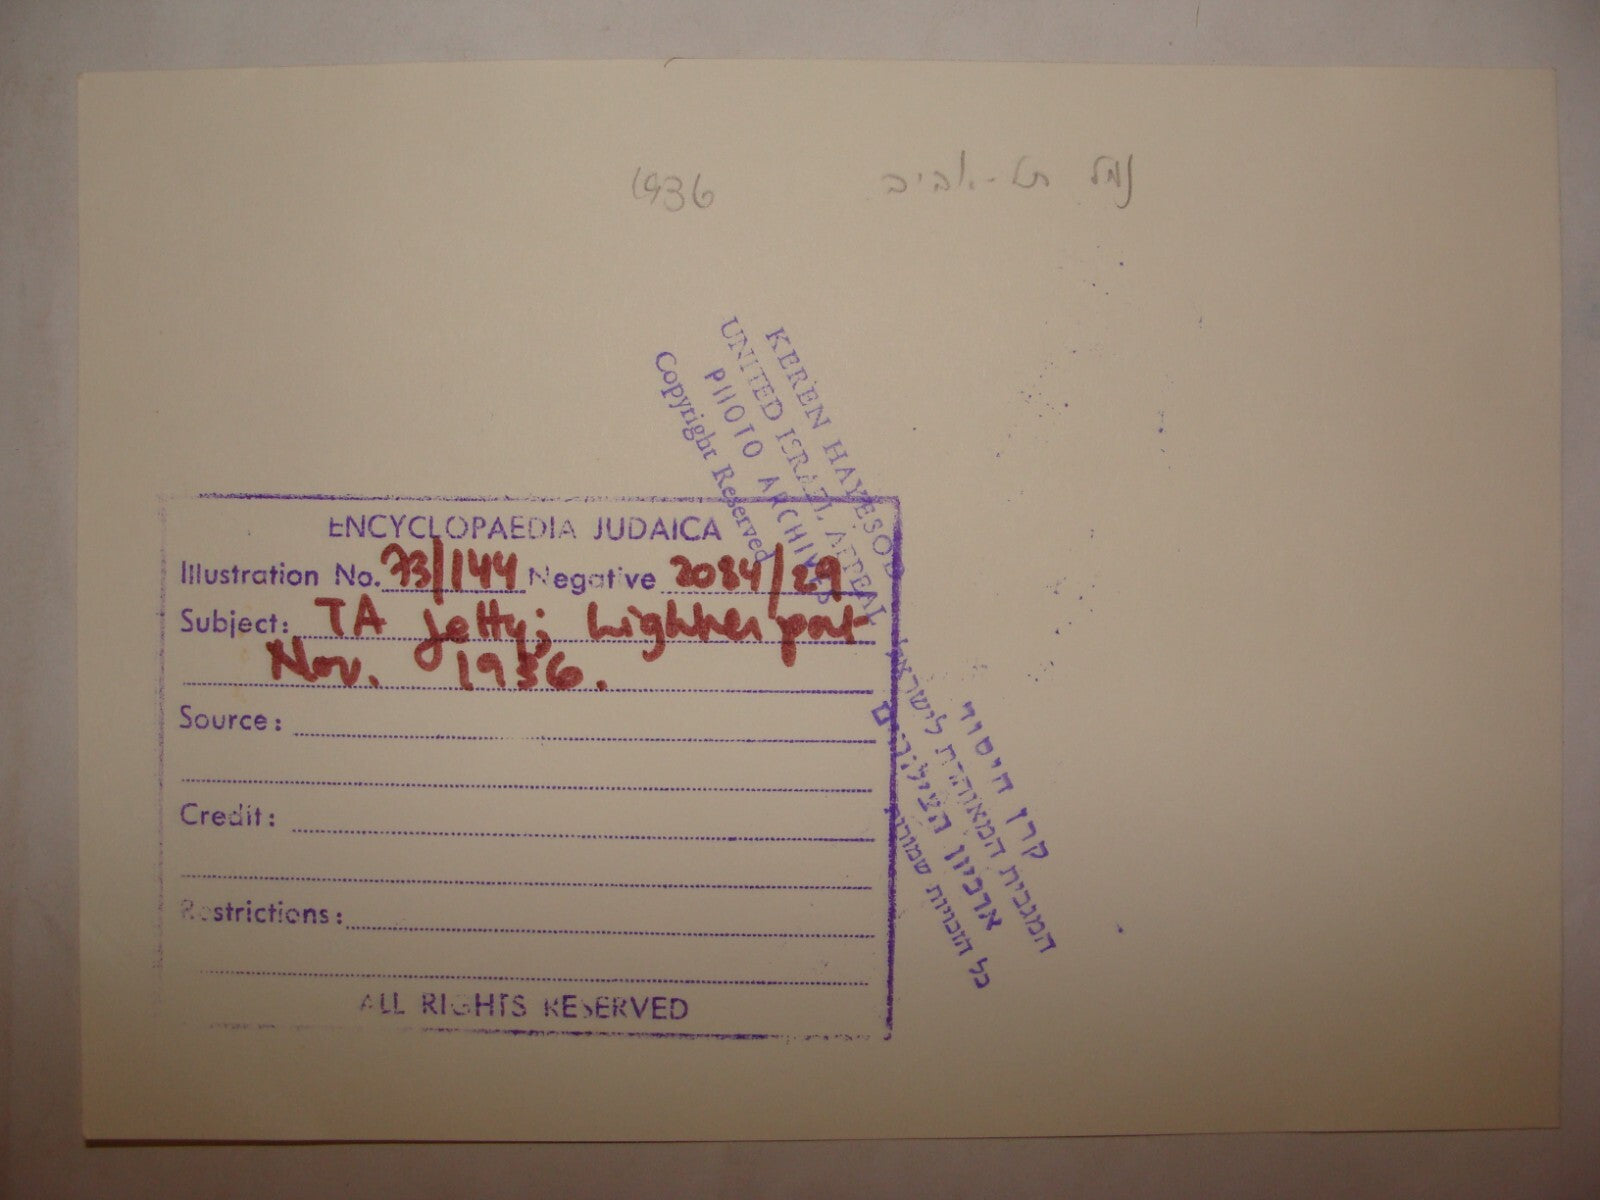 נמל תל-אביב 1936
KEREN HAYESOD
UNITED ISRAEL APPEAL
PHOTO ARCHIVES
Copyright Reserved
ENCYCLOPAEDIA JUDAICA
Illustration No. 73/144 Negative 2084/29
Subject: TA Jetty; Lighter port
Nov. 1936.
Source:
Credit:
Restrictions:
ALL RIGHTS RESERVED
קרן היסוד
המגבית המאוחדת לישראל
ארכיון הצילומים
כל הזכויות שמורות